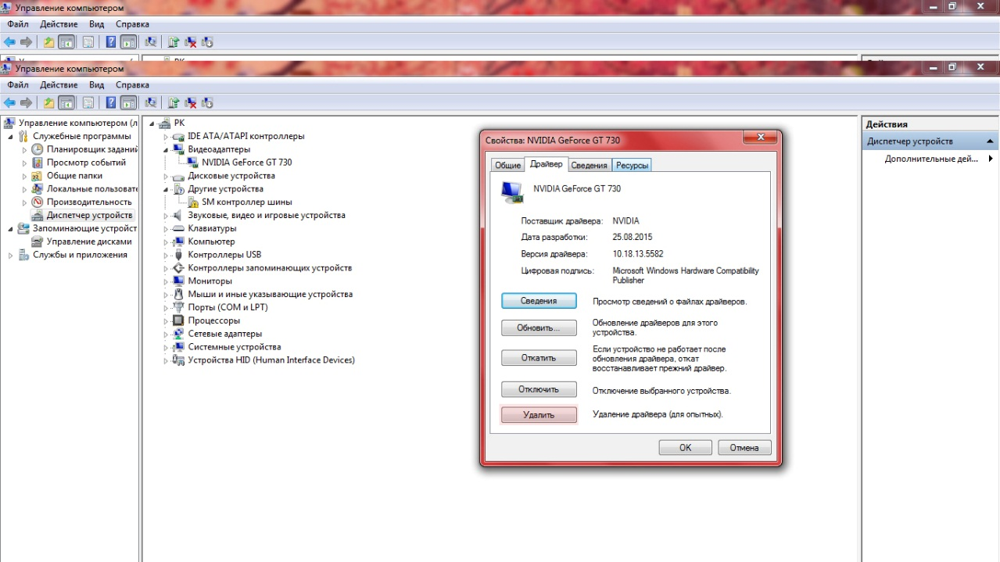 Управление компьютером
Файл Действие Вид Справка
Управление компьютером
Файл Действие Вид Справка
Управление компьютером (л
Служебные программы
Планировщик заданий
Просмотр событий
Общие папки
Локальные пользоват
Производительность
Диспетчер устройств
Запоминающие устройст
Управление дисками
Службы и приложения
РК
IDE ATA/ATAPI контроллеры
Видеоадаптеры
NVIDIA GeForce GT 730
Дисковые устройства
Другие устройства
SM контроллер шины
Звуковые, видео и игровые устройства
Клавиатуры
Компьютер
Контроллеры USB
Контроллеры запоминающих устройств
Мониторы
Мыши и иные указывающие устройства
Порты (COM и LPT)
Процессоры
Сетевые адаптеры
Системные устройства
Устройства HID (Human Interface Devices)
Свойства: NVIDIA GeForce GT 730
Общие Драйвер Сведения Ресурсы
NVIDIA GeForce GT 730
Поставщик драйвера: NVIDIA
Дата разработки: 25.08.2015
Версия драйвера: 10.18.13.5582
Цифровая подпись: Microsoft Windows Hardware Compatibility
Publisher
Сведения Просмотр сведений о файлах драйверов.
Обновить... Обновление драйверов для этого
устройства.
Откатить Если устройство не работает после
обновления драйвера, откат
восстанавливает прежний драйвер.
Отключить Отключение выбранного устройства.
Удалить Удаление драйвера (для опытных).
OK Отмена
Действия
Диспетчер устройств
Дополнительные дей...